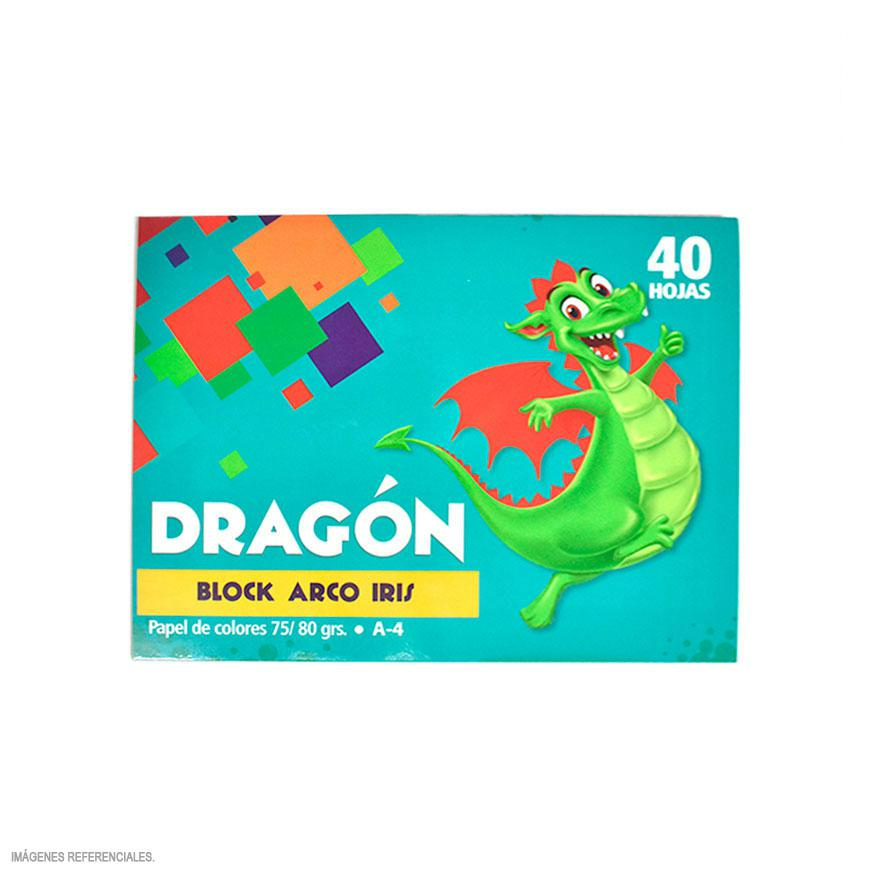 40
HOJAS
DRAGÓN
BLOCK ARCO IRIS
Papel de colores 75/ 80 grs. • A-4
IMÁGENES REFERENCIALES.